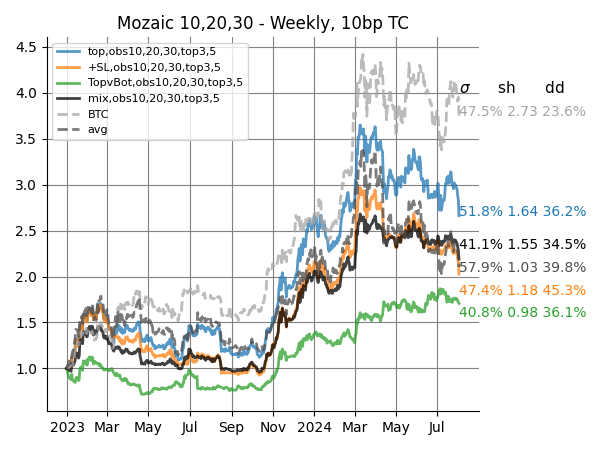 Mozaic 10,20,30 - Weekly, 10bp TC
4.5
4.0
3.5
3.0
2.5
2.0
1.5
1.0
top,obs10,20,30,top3,5
+SL,obs10,20,30,top3,5
TopvBot,obs10,20,30,top3,5
mix,obs10,20,30,top3,5
BTC
avg
σ sh dd
47.5% 2.73 23.6%
51.8% 1.64 36.2%
41.1% 1.55 34.5%
57.9% 1.03 39.8%
47.4% 1.18 45.3%
40.8% 0.98 36.1%
2023 Mar May Jul Sep Nov 2024 Mar May Jul